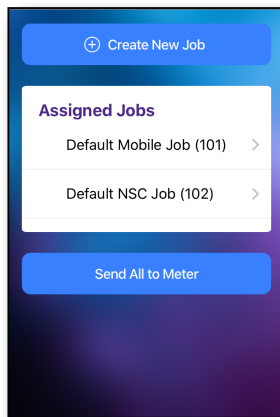 Create New Job
Assigned Jobs
Default Mobile Job (101)
Default NSC Job (102)
Send All to Meter